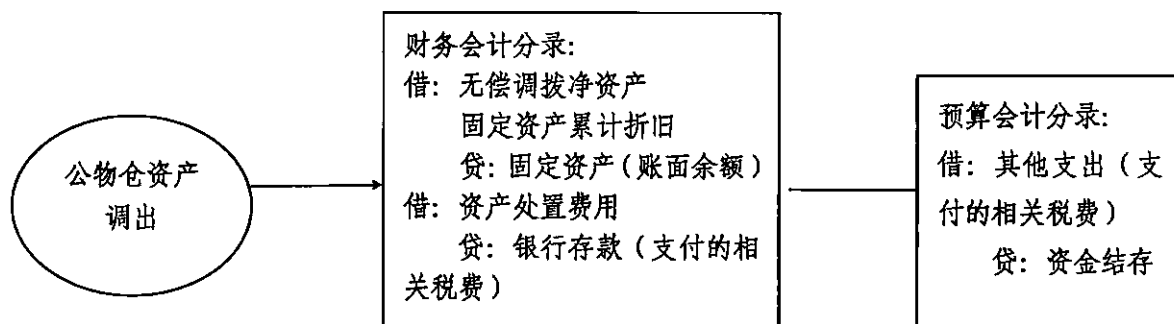 公物仓资产
调出
财务会计分录:
借: 无偿调拨净资产
固定资产累计折旧
贷: 固定资产(账面余额)
借: 资产处置费用
贷: 银行存款(支付的相
关税费)
预算会计分录:
借: 其他支出(支
付的相关税费)
贷: 资金结存